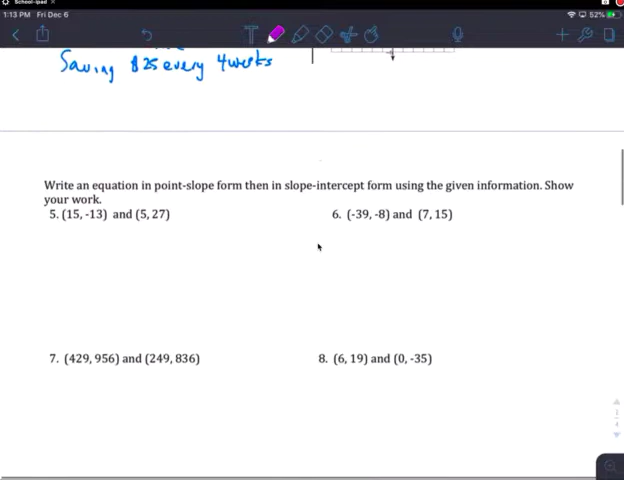 School-ipad
1:13 PM Fri Dec 6
52%
Saving $25 every 4 weeks
Write an equation in point-slope form then in slope-intercept form using the given information. Show
your work.
5. (15, -13) and (5, 27)
6. (-39, -8) and (7, 15)
7. (429, 956) and (249, 836)
8. (6, 19) and (0, -35)